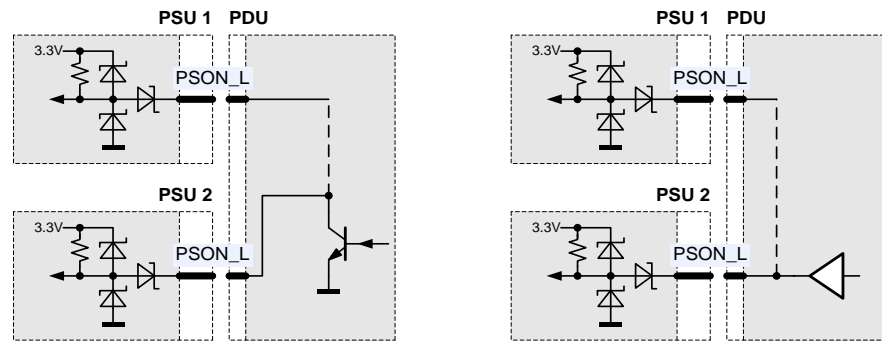 PSU 1 PDU
3.3V
PSON_L
PSU 2
3.3V
PSON_L
PSU 1 PDU
3.3V
PSON_L
PSU 2
3.3V
PSON_L